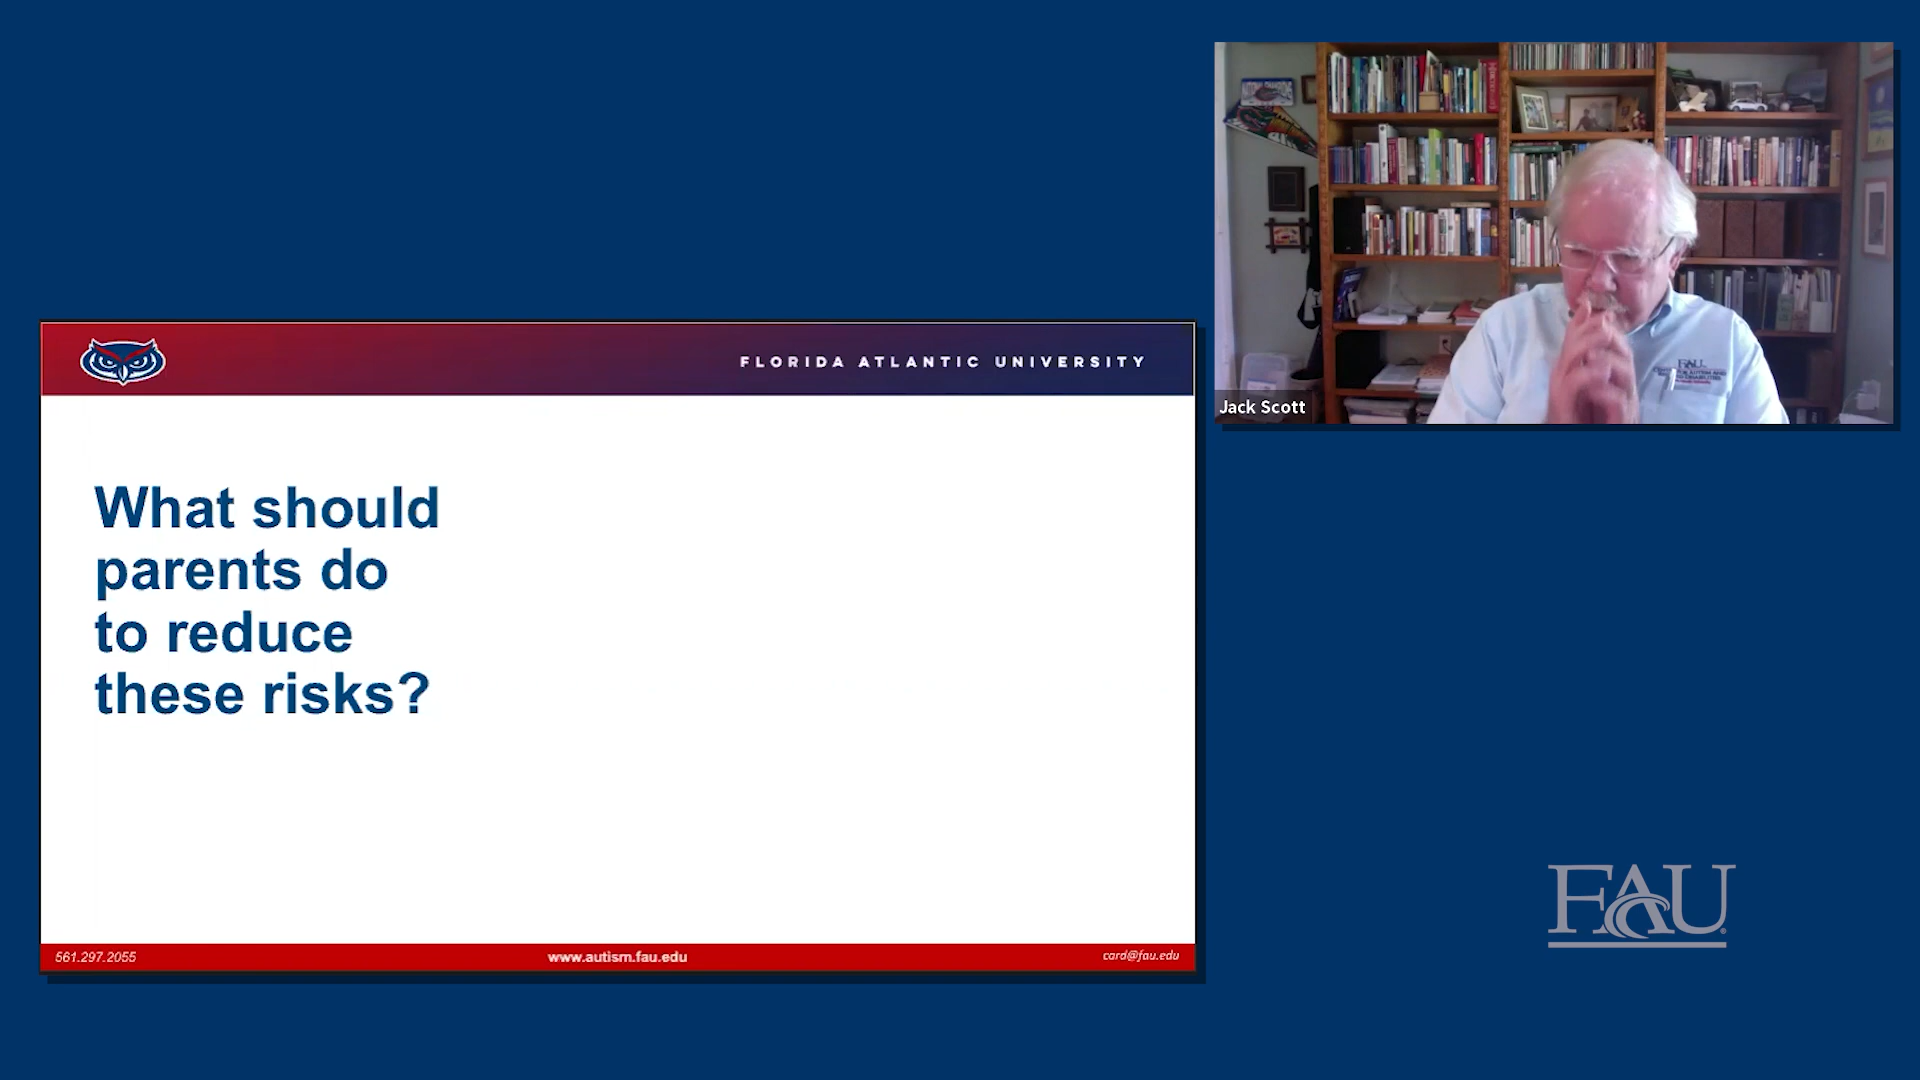 FLORIDA ATLANTIC UNIVERSITY
What should
parents do
to reduce
these risks?
561.297.2055
www.autism.fau.edu
card@fau.edu
Jack Scott
FAU
FAU